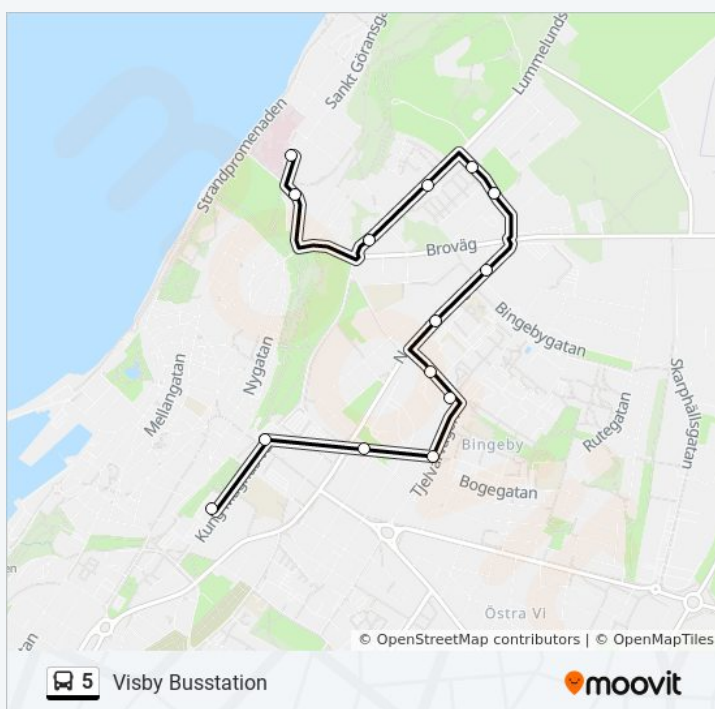 Lummelunds
Sankt Göransg
Strandpromenaden
Broväg
Bingebygatan
Nygatan
Mellangatan
Skarphällsgatan
Rutegatan
Bingeby
Bogegatan
Östra Vi
© OpenStreetMap contributors | © OpenMapTiles
5 Visby Busstation
moovit